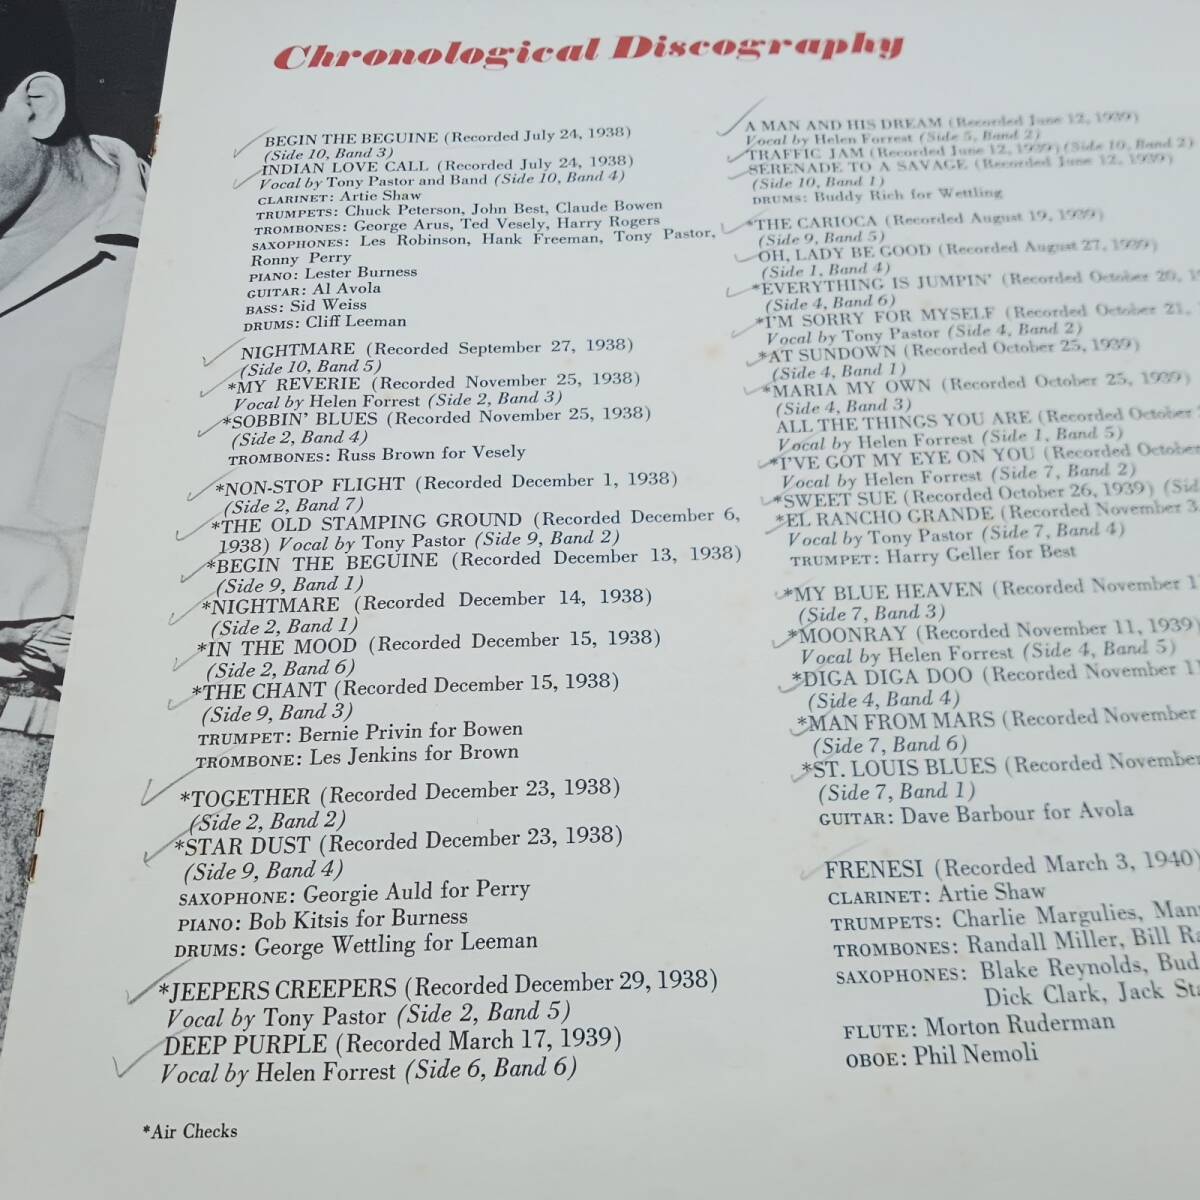 Chronological Discography
BEGIN THE BEGUINE (Recorded July 24, 1938)
(Side 10, Band 3)
INDIAN LOVE CALL (Recorded July 24, 1938)
Vocal by Tony Pastor and Band (Side 10, Band 4)
CLARINET: Artie Shaw
TRUMPETS: Chuck Peterson, John Best, Claude Bowen
TROMBONES: George Arus, Ted Vesely, Harry Rogers
SAXOPHONES: Les Robinson, Hank Freeman, Tony Pastor,
Ronny Perry
PIANO: Lester Burness
GUITAR: Al Avola
BASS: Sid Weiss
DRUMS: Cliff Leeman
NIGHTMARE (Recorded September 27, 1938)
(Side 10, Band 5)
*MY REVERIE (Recorded November 25, 1938)
Vocal by Helen Forrest (Side 2, Band 3)
*SOBBIN' BLUES (Recorded November 25, 1938)
(Side 2, Band 4)
TROMBONES: Russ Brown for Vesely
*NON-STOP FLIGHT (Recorded December 1, 1938)
(Side 2, Band 7)
*THE OLD STAMPING GROUND (Recorded December 6,
1938) Vocal by Tony Pastor (Side 9, Band 2)
*BEGIN THE BEGUINE (Recorded December 13, 1938)
(Side 9, Band 1)
*NIGHTMARE (Recorded December 14, 1938)
(Side 2, Band 1)
*IN THE MOOD (Recorded December 15, 1938)
(Side 2, Band 6)
*THE CHANT (Recorded December 15, 1938)
(Side 9, Band 3)
TRUMPET: Bernie Privin for Bowen
TROMBONE: Les Jenkins for Brown
*TOGETHER (Recorded December 23, 1938)
(Side 2, Band 2)
*STAR DUST (Recorded December 23, 1938)
(Side 9, Band 4)
SAXOPHONE: Georgie Auld for Perry
PIANO: Bob Kitsis for Burness
DRUMS: George Wettling for Leeman
*JEEPERS CREEPERS (Recorded December 29, 1938)
Vocal by Tony Pastor (Side 2, Band 5)
DEEP PURPLE (Recorded March 17, 1939)
Vocal by Helen Forrest (Side 6, Band 6)
*Air Checks
A MAN AND HIS DREAM (Recorded June 12, 1939)
Vocal by Helen Forrest (Side 5, Band 2)
TRAFFIC JAM (Recorded June 12, 1939) (Side 10, Band 2)
SERENADE TO A SAVAGE (Recorded June 12, 1939)
(Side 10, Band 1)
DRUMS: Buddy Rich for Wettling
*THE CARIOCA (Recorded August 19, 1939)
(Side 9, Band 5)
OH, LADY BE GOOD (Recorded August 27, 1939)
(Side 1, Band 4)
*EVERYTHING IS JUMPIN' (Recorded October 20,
(Side 4, Band 6)
*I'M SORRY FOR MYSELF (Recorded October 21,
Vocal by Tony Pastor (Side 4, Band 2)
*AT SUNDOWN (Recorded October 25, 1939)
(Side 4, Band 1)
*MARIA MY OWN (Recorded October 25, 1939)
(Side 4, Band 3)
ALL THE THINGS YOU ARE (Recorded October
Vocal by Helen Forrest (Side 1, Band 5)
*I'VE GOT MY EYE ON YOU (Recorded October
Vocal by Helen Forrest (Side 7, Band 2)
*SWEET SUE (Recorded October 26, 1939) (Sid
*EL RANCHO GRANDE (Recorded November 3,
Vocal by Tony Pastor (Side 7, Band 4)
TRUMPET: Harry Geller for Best
*MY BLUE HEAVEN (Recorded November 1
(Side 7, Band 3)
*MOONRAY (Recorded November 11, 1939)
Vocal by Helen Forrest (Side 4, Band 5)
*DIGA DIGA DOO (Recorded November 11
(Side 4, Band 4)
*MAN FROM MARS (Recorded November
(Side 7, Band 6)
*ST. LOUIS BLUES (Recorded November
(Side 7, Band 1)
GUITAR: Dave Barbour for Avola
FRENESI (Recorded March 3, 1940)
CLARINET: Artie Shaw
TRUMPETS: Charlie Margulies, Man
TROMBONES: Randall Miller, Bill Ra
SAXOPHONES: Blake Reynolds, Bud
Dick Clark, Jack Sta
FLUTE: Morton Ruderman
OBOE: Phil Nemoli